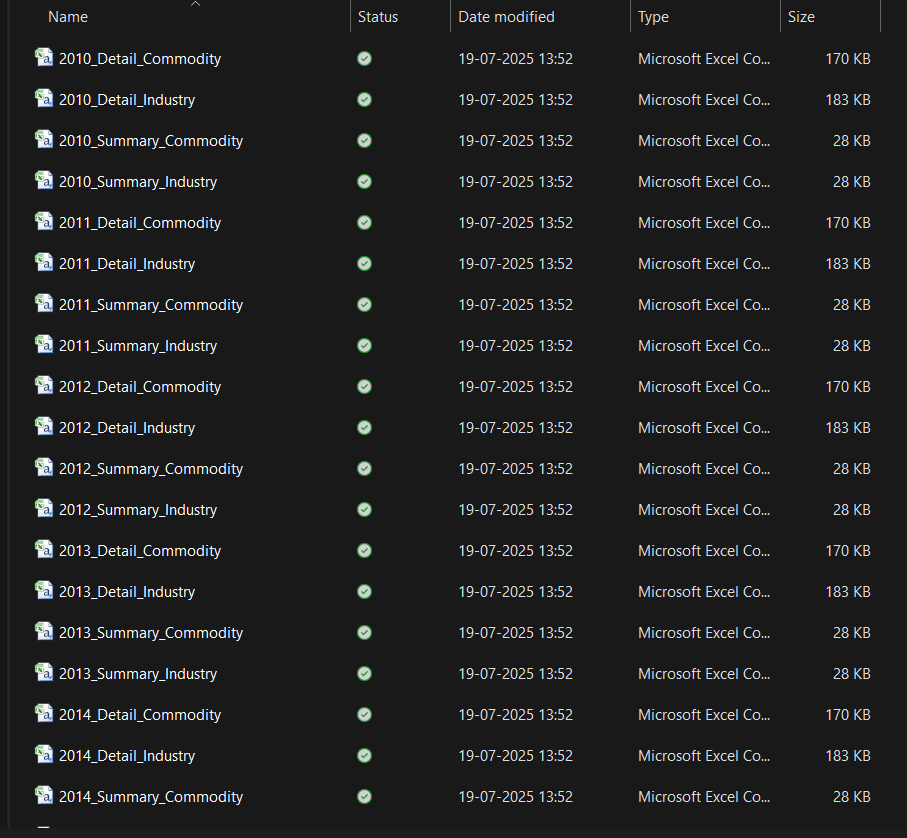 Name Status Date modified Type Size
2010_Detail_Commodity 19-07-2025 13:52 Microsoft Excel Co... 170 KB
2010_Detail_Industry 19-07-2025 13:52 Microsoft Excel Co... 183 KB
2010_Summary_Commodity 19-07-2025 13:52 Microsoft Excel Co... 28 KB
2010_Summary_Industry 19-07-2025 13:52 Microsoft Excel Co... 28 KB
2011_Detail_Commodity 19-07-2025 13:52 Microsoft Excel Co... 170 KB
2011_Detail_Industry 19-07-2025 13:52 Microsoft Excel Co... 183 KB
2011_Summary_Commodity 19-07-2025 13:52 Microsoft Excel Co... 28 KB
2011_Summary_Industry 19-07-2025 13:52 Microsoft Excel Co... 28 KB
2012_Detail_Commodity 19-07-2025 13:52 Microsoft Excel Co... 170 KB
2012_Detail_Industry 19-07-2025 13:52 Microsoft Excel Co... 183 KB
2012_Summary_Commodity 19-07-2025 13:52 Microsoft Excel Co... 28 KB
2012_Summary_Industry 19-07-2025 13:52 Microsoft Excel Co... 28 KB
2013_Detail_Commodity 19-07-2025 13:52 Microsoft Excel Co... 170 KB
2013_Detail_Industry 19-07-2025 13:52 Microsoft Excel Co... 183 KB
2013_Summary_Commodity 19-07-2025 13:52 Microsoft Excel Co... 28 KB
2013_Summary_Industry 19-07-2025 13:52 Microsoft Excel Co... 28 KB
2014_Detail_Commodity 19-07-2025 13:52 Microsoft Excel Co... 170 KB
2014_Detail_Industry 19-07-2025 13:52 Microsoft Excel Co... 183 KB
2014_Summary_Commodity 19-07-2025 13:52 Microsoft Excel Co... 28 KB